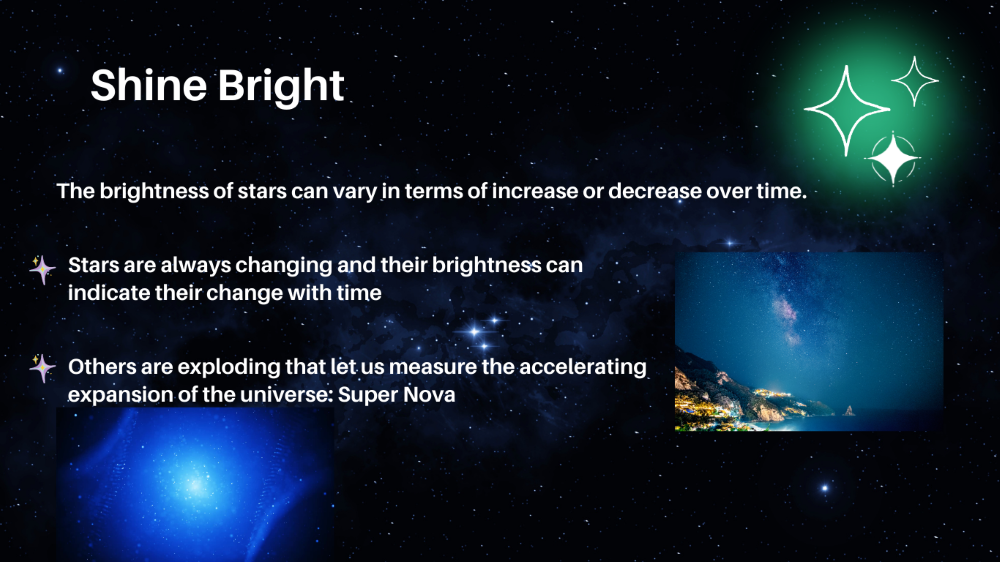 Shine Bright
The brightness of stars can vary in terms of increase or decrease over time.
Stars are always changing and their brightness can
indicate their change with time
Others are exploding that let us measure the accelerating
expansion of the universe: Super Nova